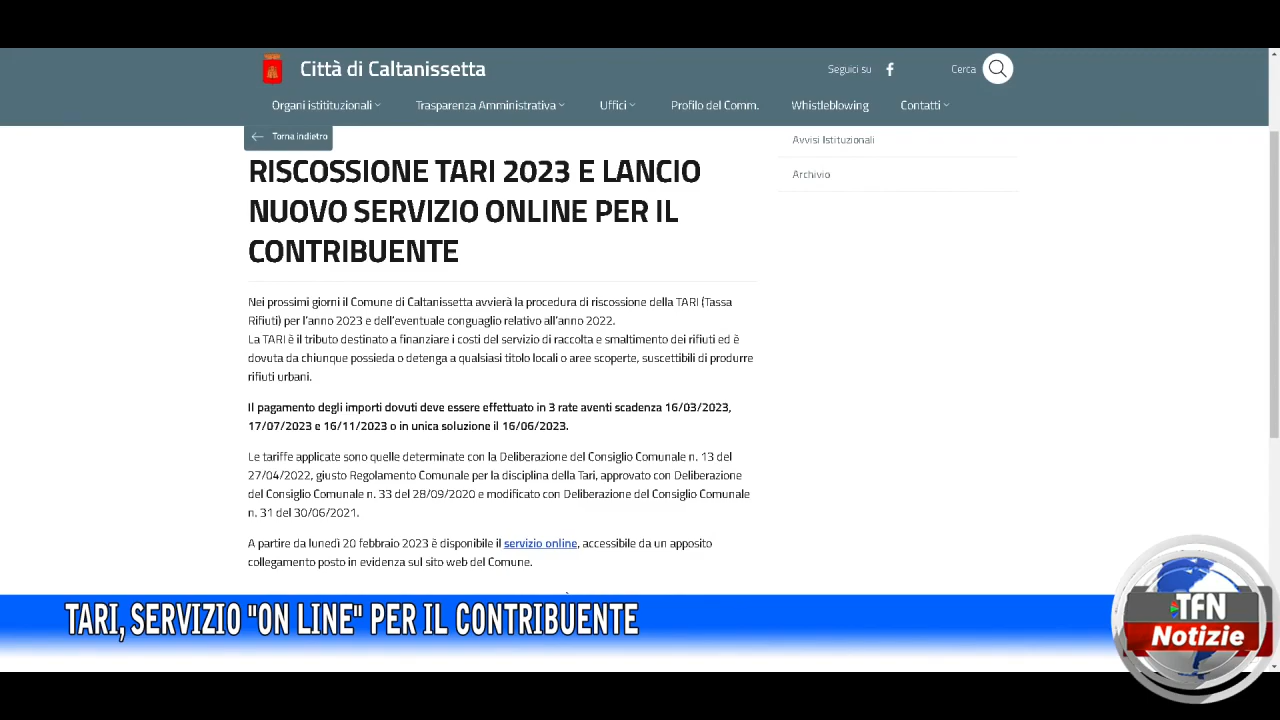 Città di Caltanissetta
Seguici su
Cerca
Organi istitituzionali
Trasparenza Amministrativa
Uffici
Profilo del Comm.
Whistleblowing
Contatti
Torna indietro
RISCOSSIONE TARI 2023 E LANCIO
NUOVO SERVIZIO ONLINE PER IL
CONTRIBUENTE
Nei prossimi giorni il Comune di Caltanissetta avvierà la procedura di riscossione della TARI (Tassa
Rifiuti) per l'anno 2023 e dell'eventuale conguaglio relativo all'anno 2022.
La TARI è il tributo destinato a finanziare i costi del servizio di raccolta e smaltimento dei rifiuti ed è
dovuta da chiunque possieda o detenga a qualsiasi titolo locali o aree scoperte, suscettibili di produrre
rifiuti urbani.
Il pagamento degli importi dovuti deve essere effettuato in 3 rate aventi scadenza 16/03/2023,
17/07/2023 e 16/11/2023 o in unica soluzione il 16/06/2023.
Le tariffe applicate sono quelle determinate con la Deliberazione del Consiglio Comunale n. 13 del
27/04/2022, giusto Regolamento Comunale per la disciplina della Tari, approvato con Deliberazione
del Consiglio Comunale n. 33 del 28/09/2020 e modificato con Deliberazione del Consiglio Comunale
n. 31 del 30/06/2021.
A partire da lunedì 20 febbraio 2023 è disponibile il servizio online, accessibile da un apposito
collegamento posto in evidenza sul sito web del Comune.
Avvisi Istituzionali
Archivio
TARI, SERVIZIO "ON LINE" PER IL CONTRIBUENTE
TFN
Notizie